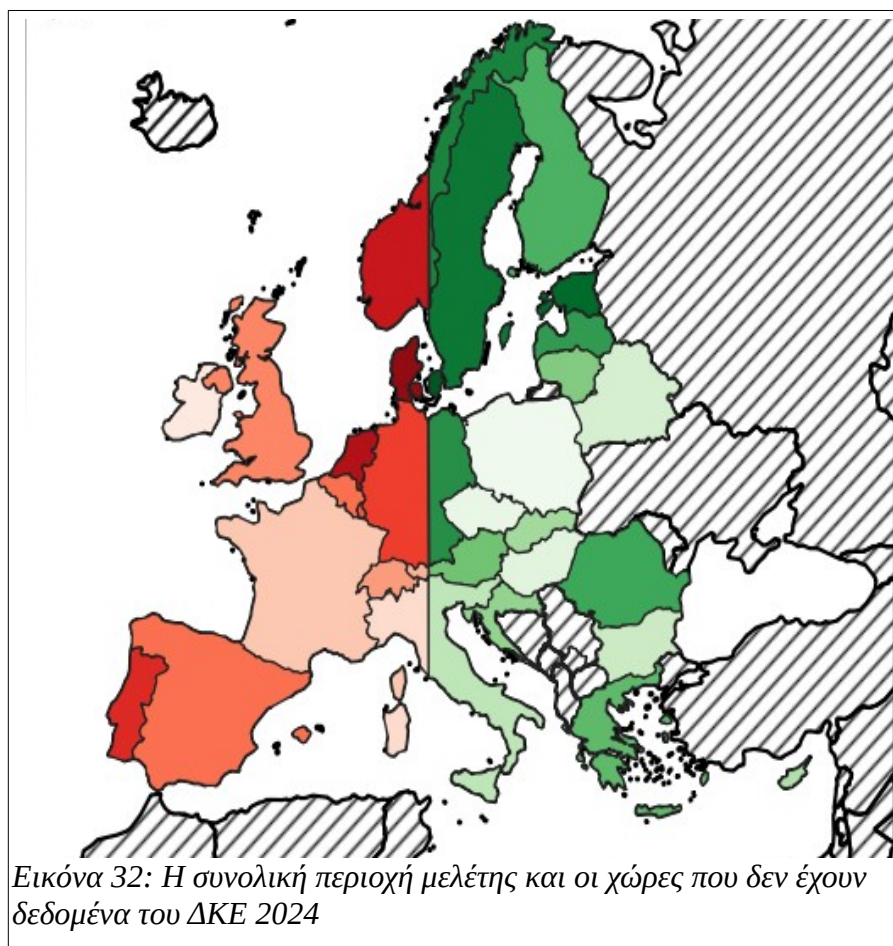 Εικόνα 32: Η συνολική περιοχή μελέτης και οι χώρες που δεν έχουν
δεδομένα του ΔΚΕ 2024